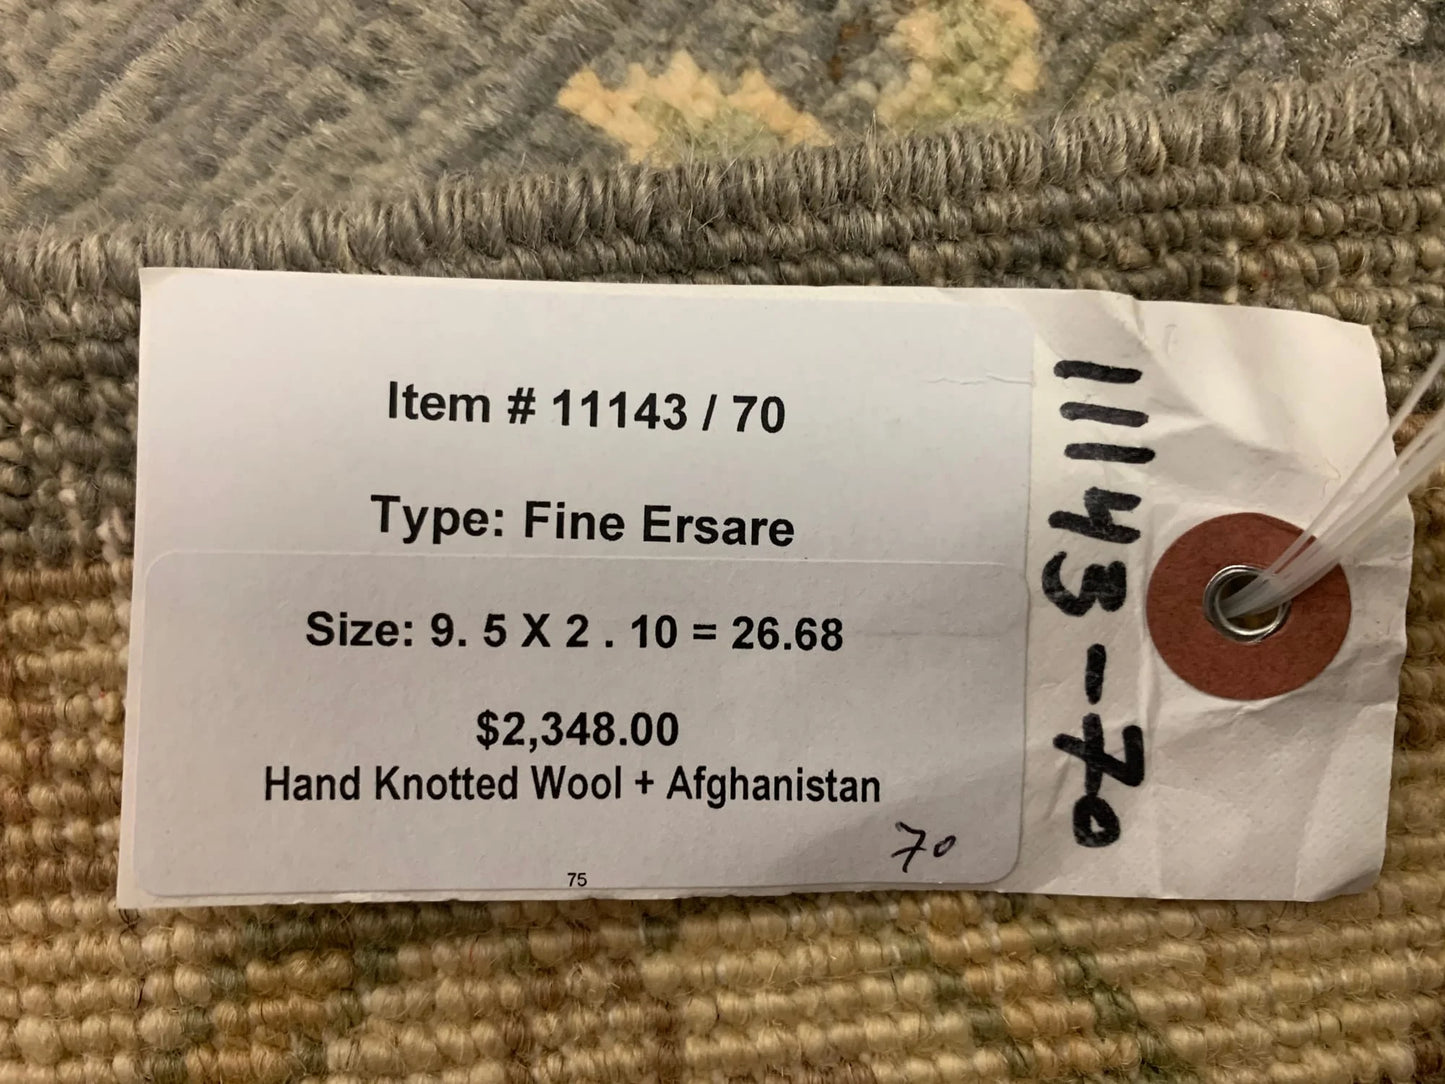 Item # 11143 / 70
Type: Fine Ersare
Size: 9. 5 X 2 . 10 = 26.68
$2,348.00
Hand Knotted Wool + Afghanistan
70
75
11143-70